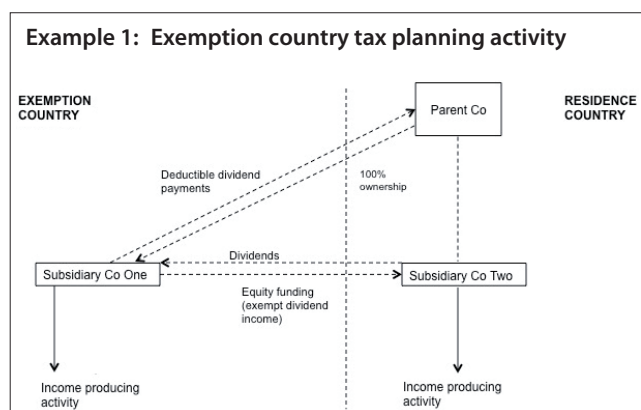 Example 1: Exemption country tax planning activity
EXEMPTION
COUNTRY
RESIDENCE
COUNTRY
Parent Co
Deductible dividend
payments
100%
ownership
Dividends
Subsidiary Co One
Subsidiary Co Two
Equity funding
(exempt dividend
income)
Income producing
activity
Income producing
activity